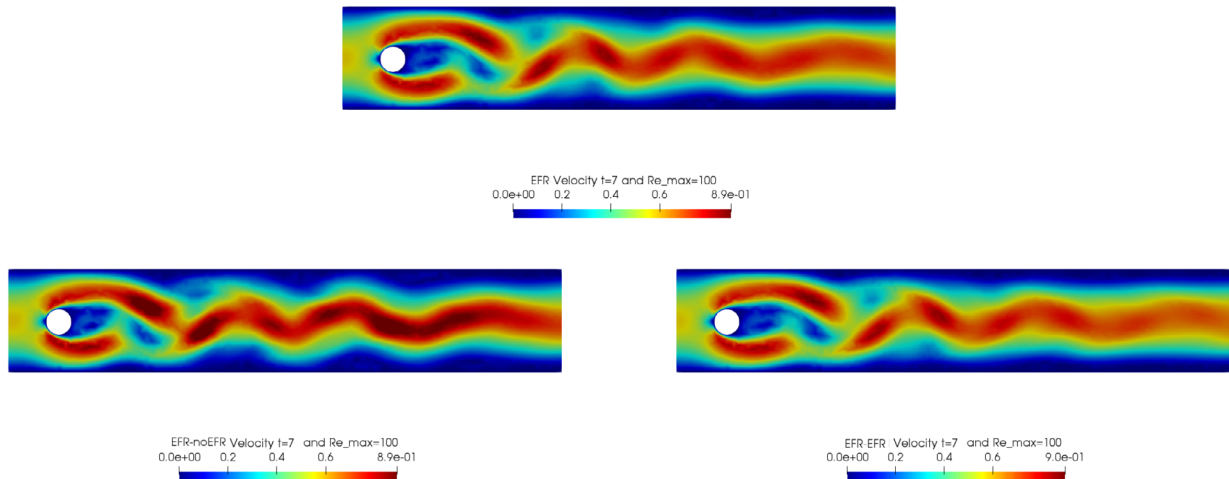 EFR Velocity t=7 and Re_max=100
0.0e+00 0.2 0.4 0.6 8.9e-01
EFR-noEFR Velocity t=7 and Re_max=100
0.0e+00 0.2 0.4 0.6 8.9e-01
EFR-EFR Velocity t=7 and Re_max=100
0.0e+00 0.2 0.4 0.6 9.0e-01